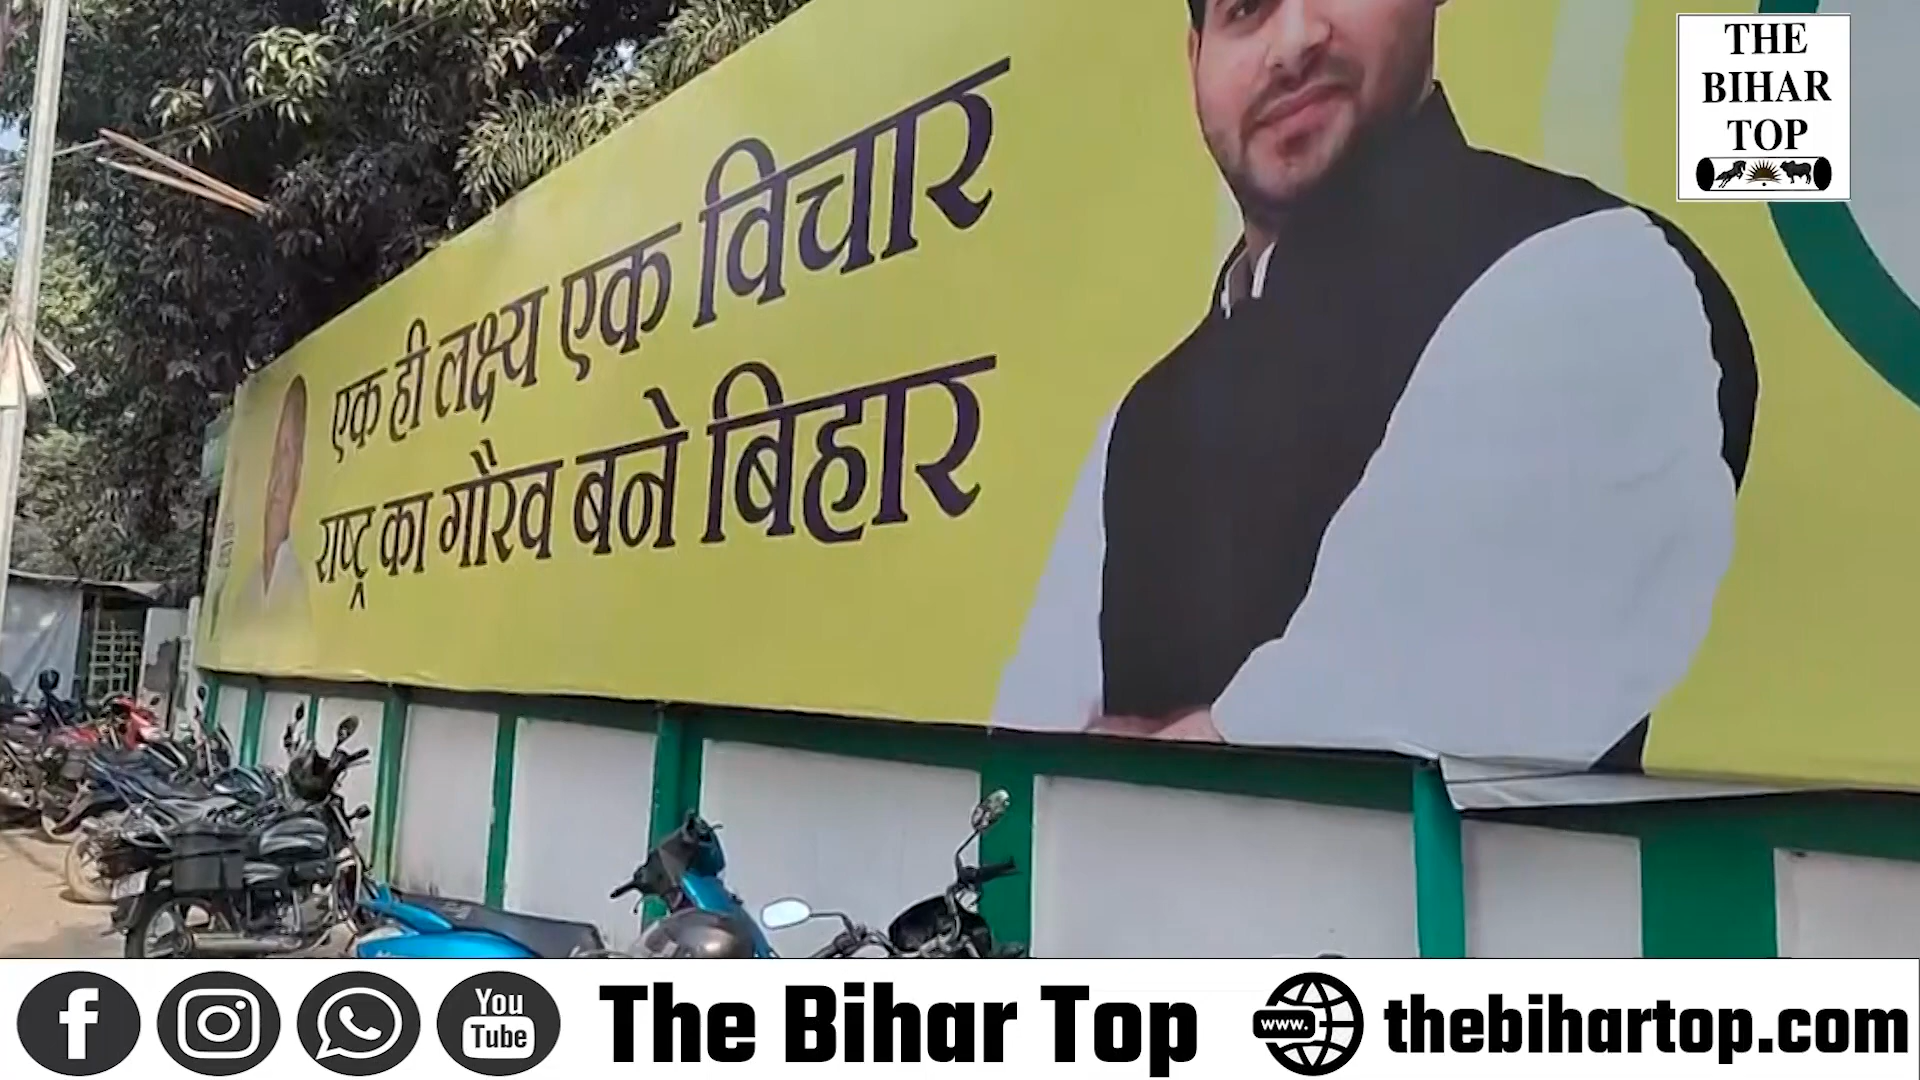 THE
BIHAR
TOP
एक ही लक्ष्य एक विचार
राष्ट्र का गौरव बने बिहार
f
You
Tube
The Bihar Top
www.
thebihartop.com